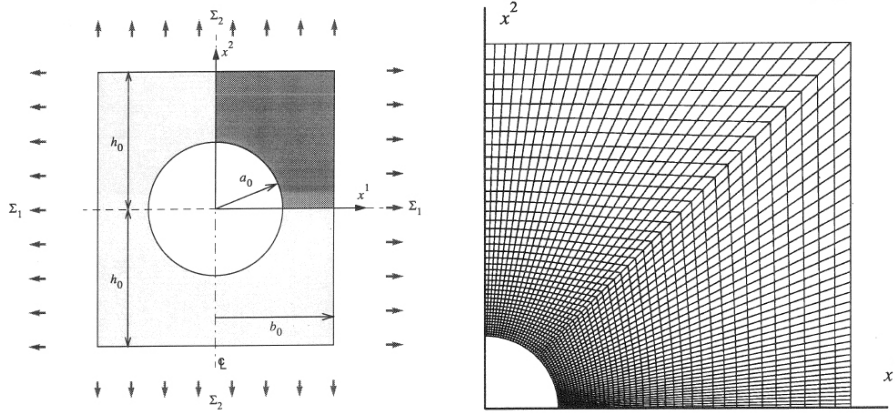 Σ₂
x²
h₀
a₀
Σ₁
x¹
Σ₁
h₀
b₀
℄
Σ₂
x²
x